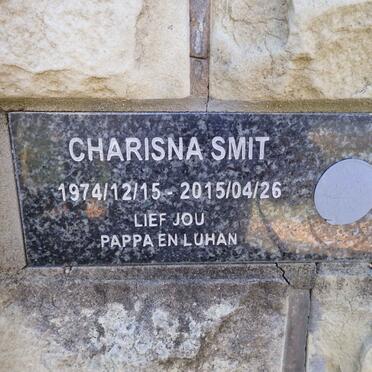 CHARISNA SMIT
1974/12/15 - 2015/04/26
LIEF JOU
PAPPA EN LUHAN